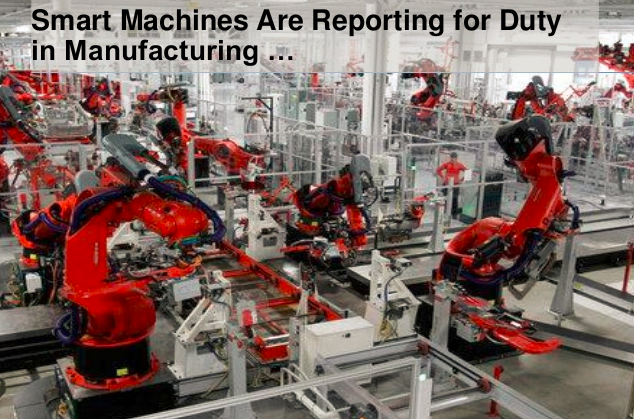 Smart Machines Are Reporting for Duty
in Manufacturing ...